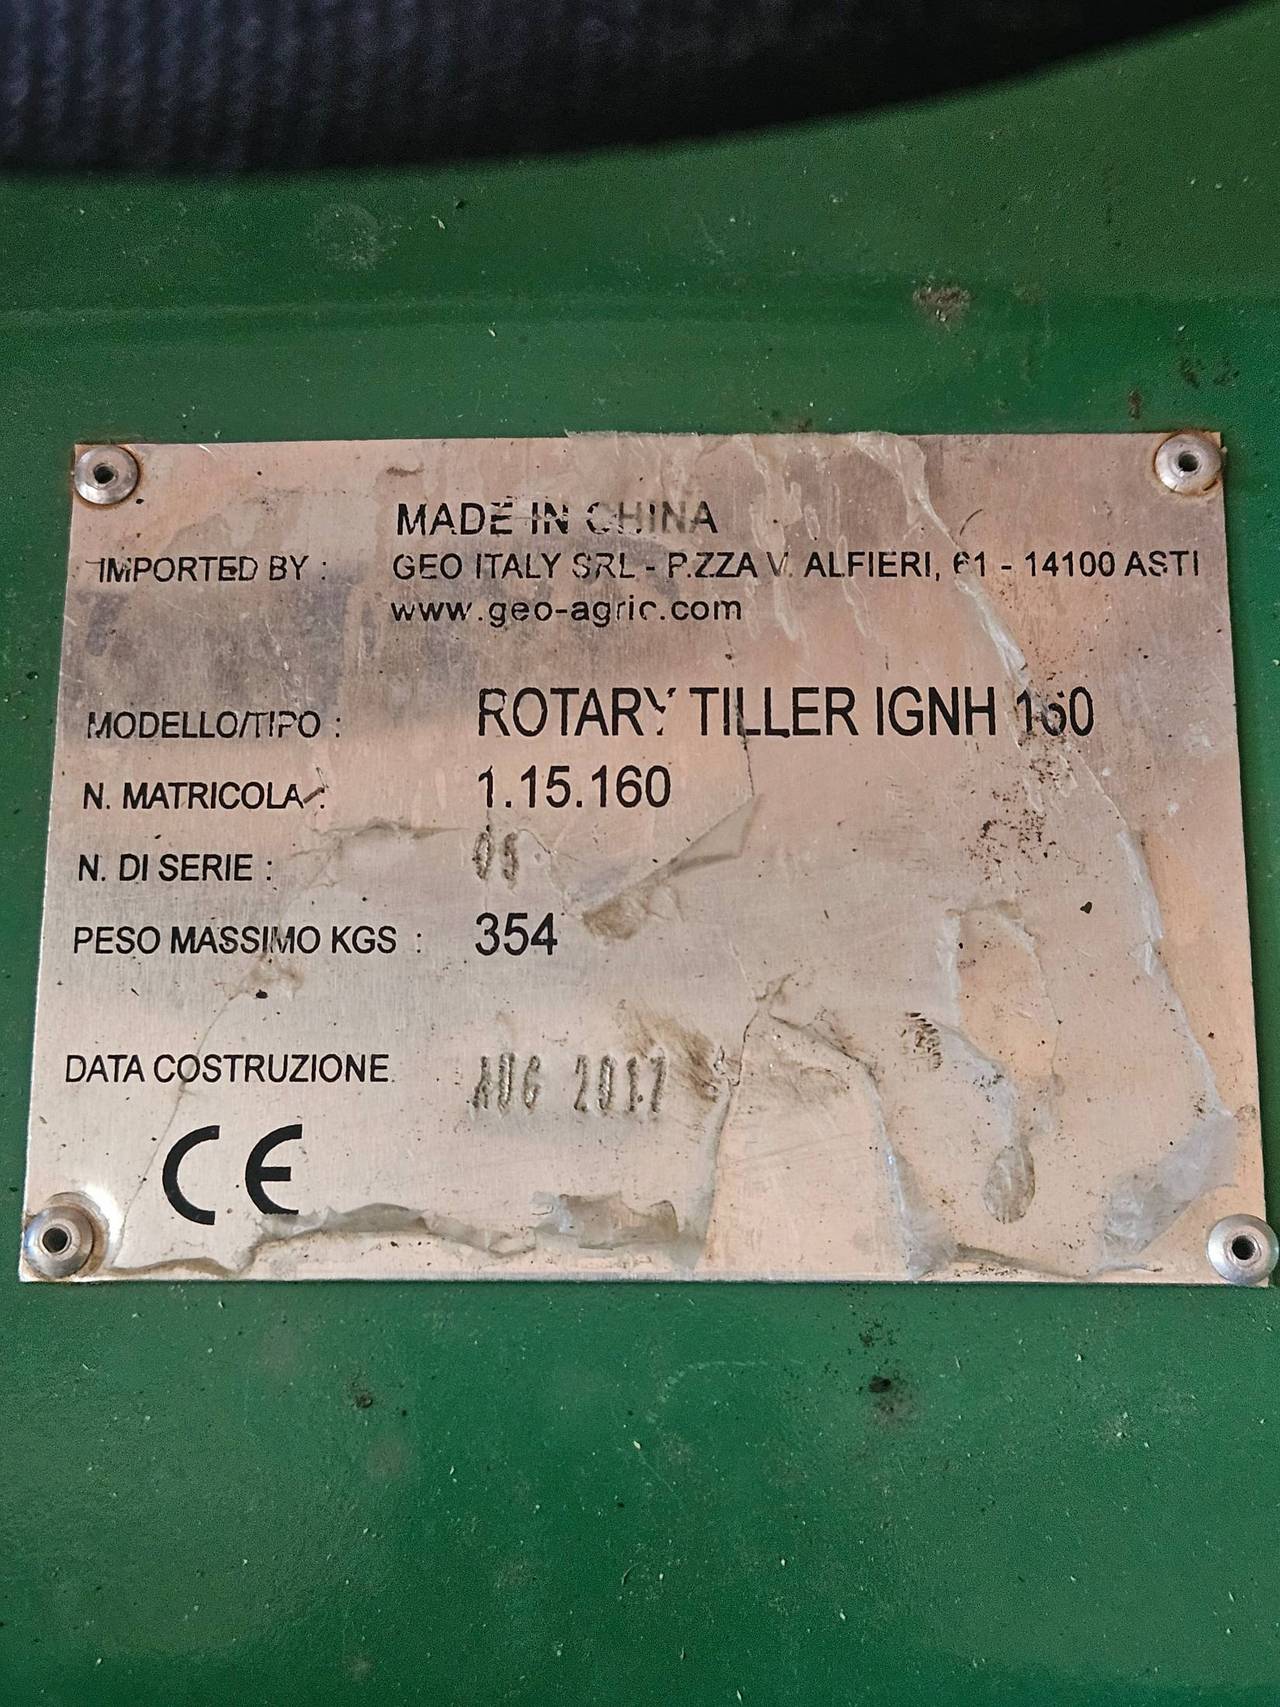 MADE IN CHINA
IMPORTED BY : GEO ITALY SRL - P.ZZA V. ALFIERI, 61 - 14100 ASTI
www.geo-agric.com
MODELLO/TIPO : ROTARY TILLER IGNH 160
N. MATRICOLA : 1.15.160
N. DI SERIE : 05
PESO MASSIMO KGS : 354
DATA COSTRUZIONE AUG 2017
CE